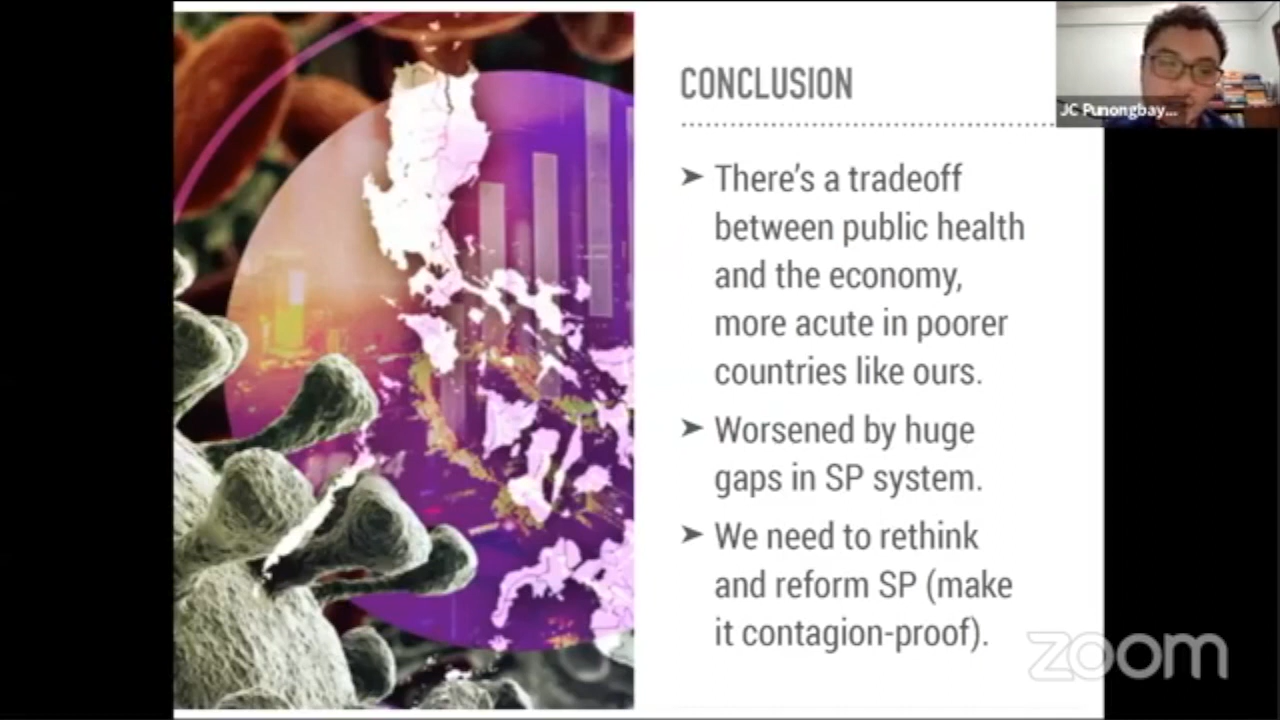 CONCLUSION
JC Punongbay...
➤ There's a tradeoff
between public health
and the economy,
more acute in poorer
countries like ours.
➤ Worsened by huge
gaps in SP system.
➤ We need to rethink
and reform SP (make
it contagion-proof).
zoom